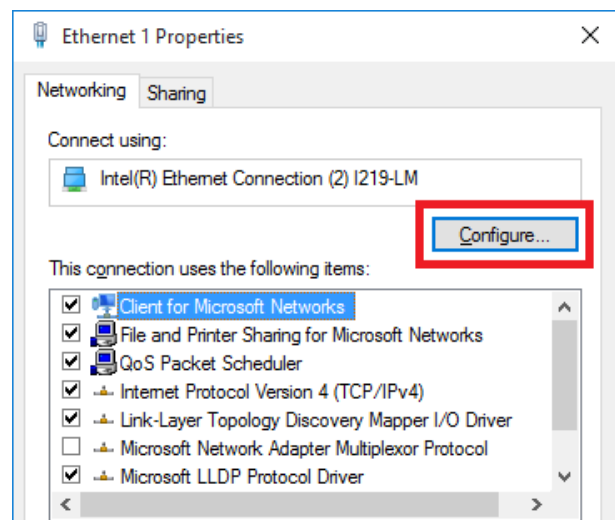 Ethernet 1 Properties
Networking Sharing
Connect using:
Intel(R) Ethernet Connection (2) I219-LM
Configure...
This connection uses the following items:
Client for Microsoft Networks
File and Printer Sharing for Microsoft Networks
QoS Packet Scheduler
Internet Protocol Version 4 (TCP/IPv4)
Link-Layer Topology Discovery Mapper I/O Driver
Microsoft Network Adapter Multiplexor Protocol
Microsoft LLDP Protocol Driver